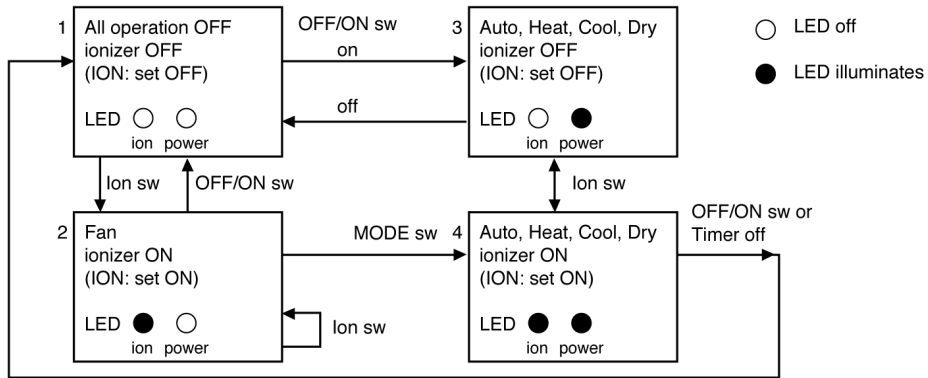 1
All operation OFF
ionizer OFF
(ION: set OFF)
LED
ion power
OFF/ON sw
on
off
3
Auto, Heat, Cool, Dry
ionizer OFF
(ION: set OFF)
LED
ion power
LED off
LED illuminates
Ion sw
OFF/ON sw
Ion sw
2
Fan
ionizer ON
(ION: set ON)
LED
ion power
MODE sw
Ion sw
4
Auto, Heat, Cool, Dry
ionizer ON
(ION: set ON)
LED
ion power
OFF/ON sw or
Timer off